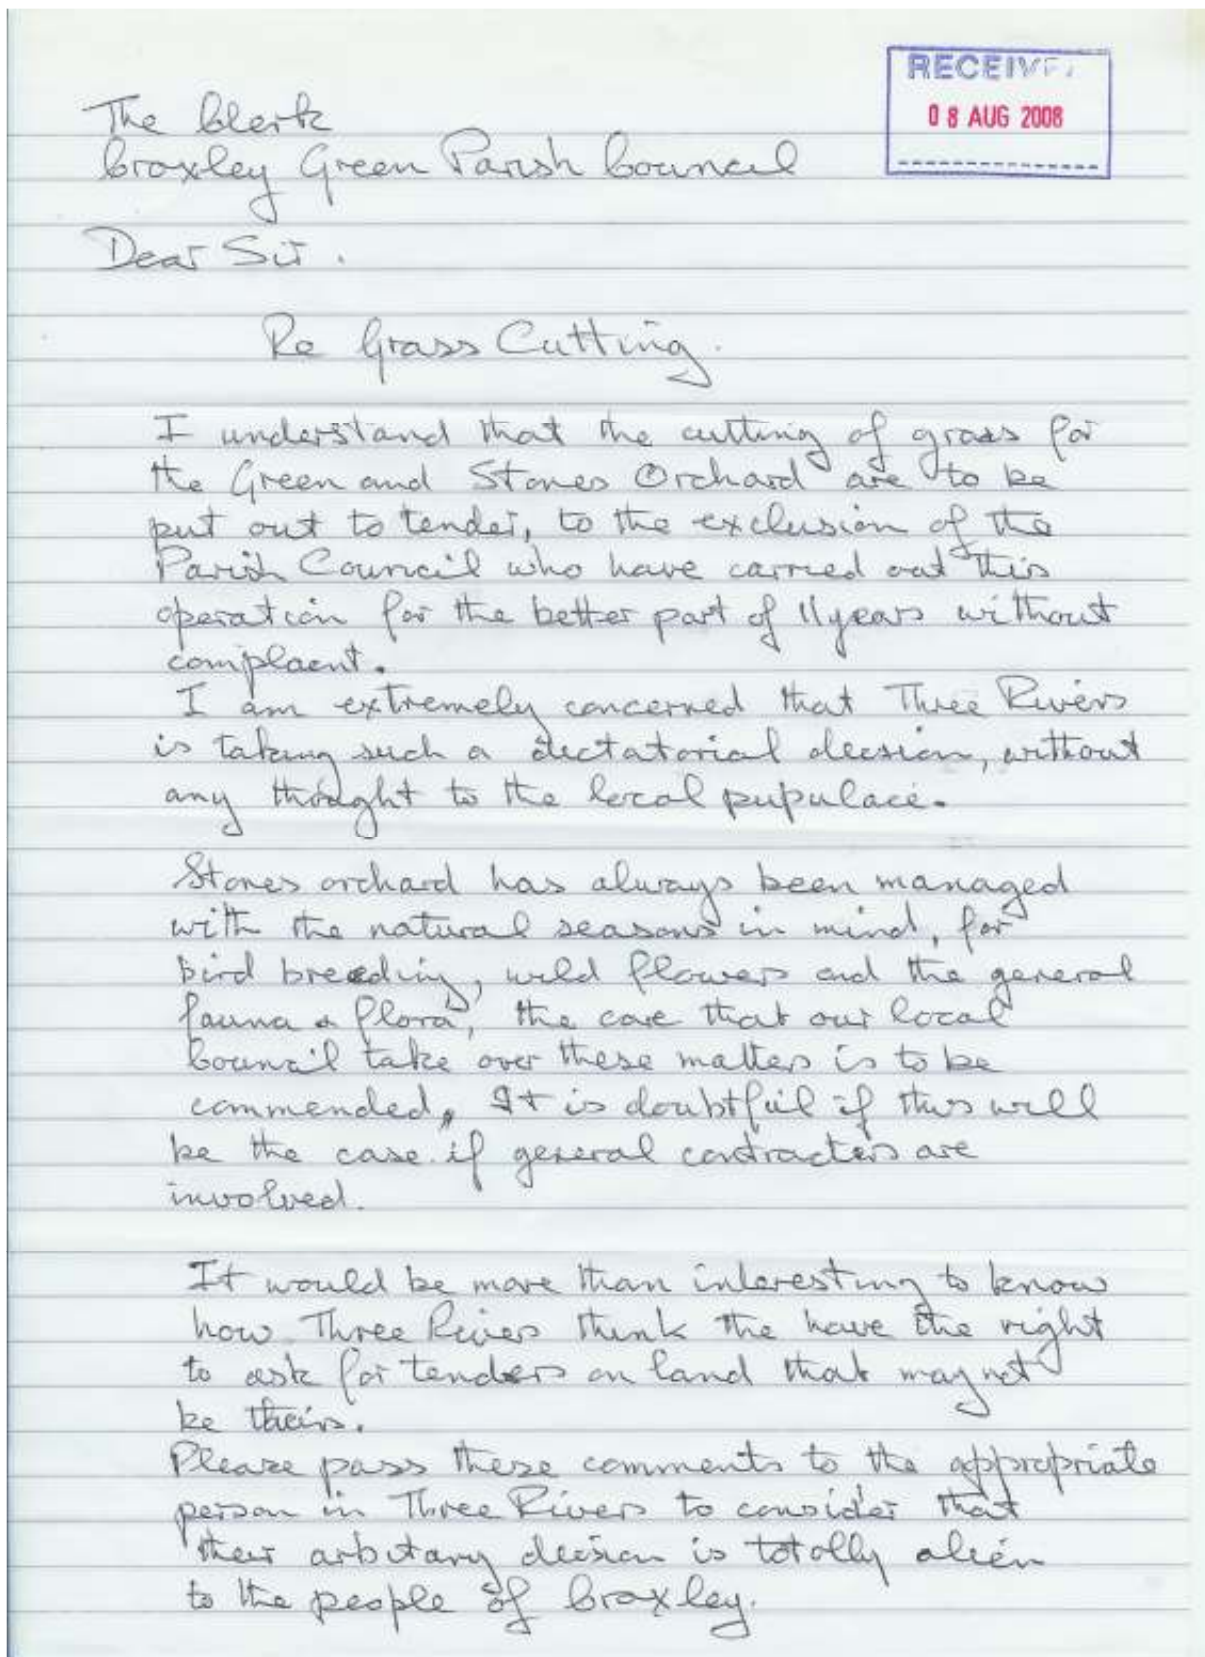 RECEIVED
08 AUG 2008
The Clerk
Croxley Green Parish Council
Dear Sir.
Re Grass Cutting.
I understand that the cutting of grass for
the Green and Stones Orchard are to be
put out to tender, to the exclusion of the
Parish Council who have carried out this
operation for the better part of 11 years without
complaent.
I am extremely concerned that Three Rivers
is taking such a dictatorial decision, without
any thought to the local pupulace.
Stones orchard has always been managed
with the natural seasons in mind, for
bird breeding, wild flowers and the general
fauna & flora, the care that our local
Council take over these matters is to be
commended, It is doubtful if this will
be the case if general contractors are
involved.
It would be more than interesting to know
how Three Rivers think the have the right
to ask for tenders on land that may not
be theirs.
Please pass these comments to the appropriate
person in Three Rivers to consider that
their arbitary decision is totally alien
to the people of Croxley.